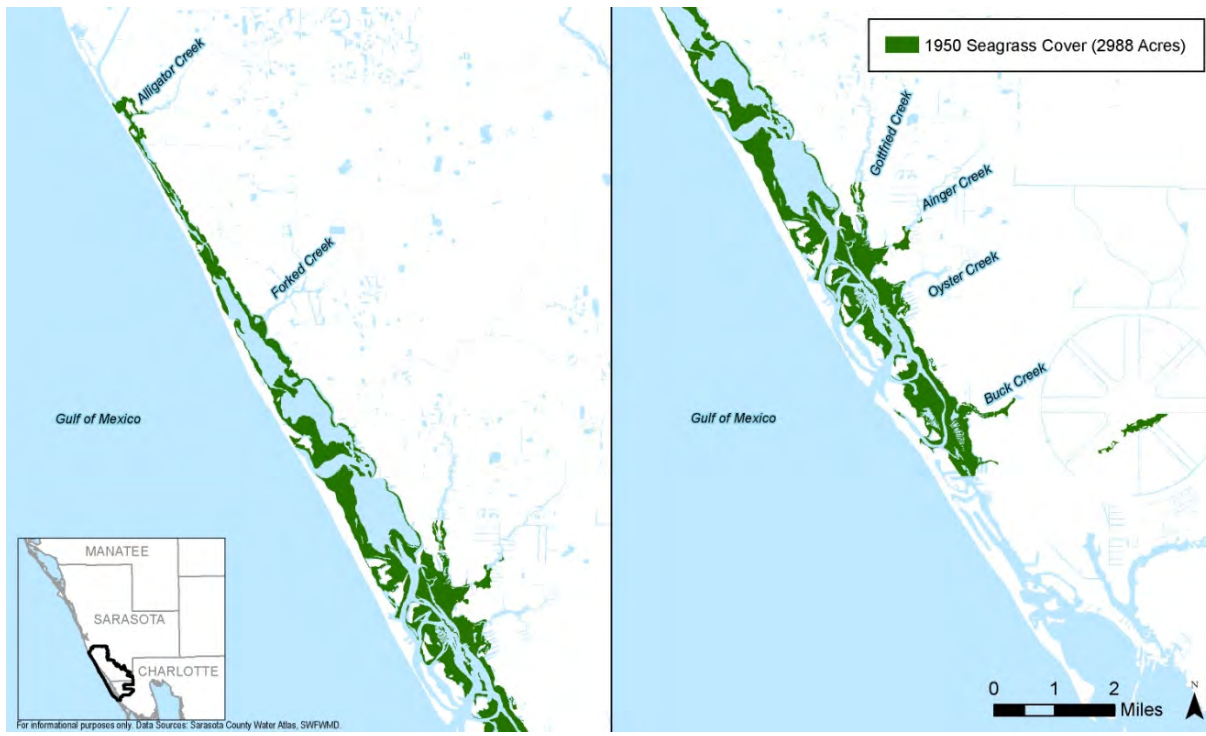 Alligator Creek
Forked Creek
Gulf of Mexico
MANATEE
SARASOTA
CHARLOTTE
For informational purposes only. Data Sources: Sarasota County Water Atlas, SWFWMD.
1950 Seagrass Cover (2988 Acres)
Gottfried Creek
Ainger Creek
Oyster Creek
Buck Creek
Gulf of Mexico
N
0 1 2
Miles